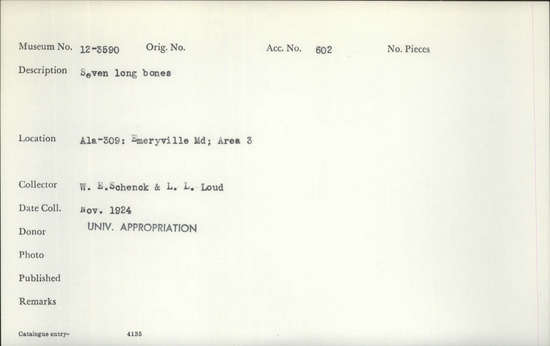 Museum No. 12-3590 Orig. No. Acc. No. 602 No. Pieces
Description Seven long bones
Location Ala-309: Emeryville Md; Area 3
Collector W. E. Schenck & L. L. Loud
Date Coll. Nov. 1924
Donor UNIV. APPROPRIATION
Photo
Published
Remarks
Catalogue entry- 4135